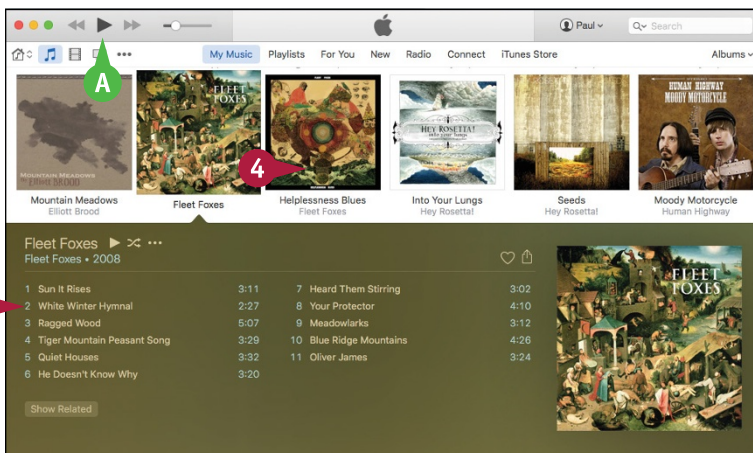 Paul
Search
My Music Playlists For You New Radio Connect iTunes Store Albums
A
FLEET FOXES
HEY ROSETTA!
HUMAN HIGHWAY
MOODY MOTORCYCLE
MOUNTAIN MEADOWS
ELLIOTT BROOD
4
Mountain Meadows
Elliott Brood
Fleet Foxes
Helplessness Blues
Fleet Foxes
Into Your Lungs
Hey Rosetta!
Seeds
Hey Rosetta!
Moody Motorcycle
Human Highway
Fleet Foxes
Fleet Foxes • 2008
1 Sun It Rises 3:11
2 White Winter Hymnal 2:27
3 Ragged Wood 5:07
4 Tiger Mountain Peasant Song 3:29
5 Quiet Houses 3:32
6 He Doesn't Know Why 3:20
7 Heard Them Stirring 3:02
8 Your Protector 4:10
9 Meadowlarks 3:12
10 Blue Ridge Mountains 4:26
11 Oliver James 3:24
Show Related
FLEET
FOXES